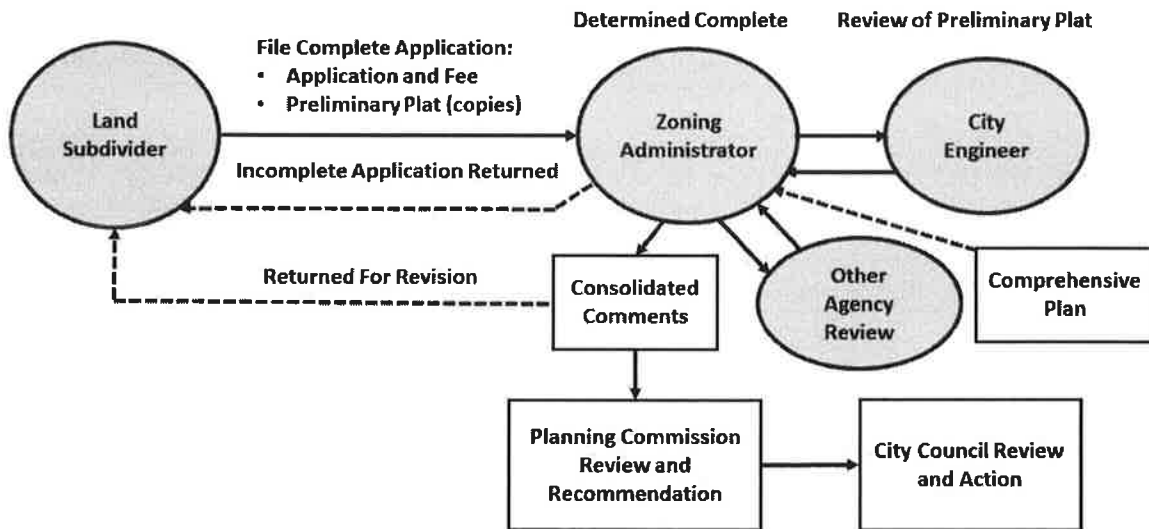 Determined Complete
Review of Preliminary Plat
File Complete Application:
• Application and Fee
• Preliminary Plat (copies)
Land
Subdivider
Zoning
Administrator
City
Engineer
Incomplete Application Returned
Returned For Revision
Consolidated
Comments
Other
Agency
Review
Comprehensive
Plan
Planning Commission
Review and
Recommendation
City Council Review
and Action